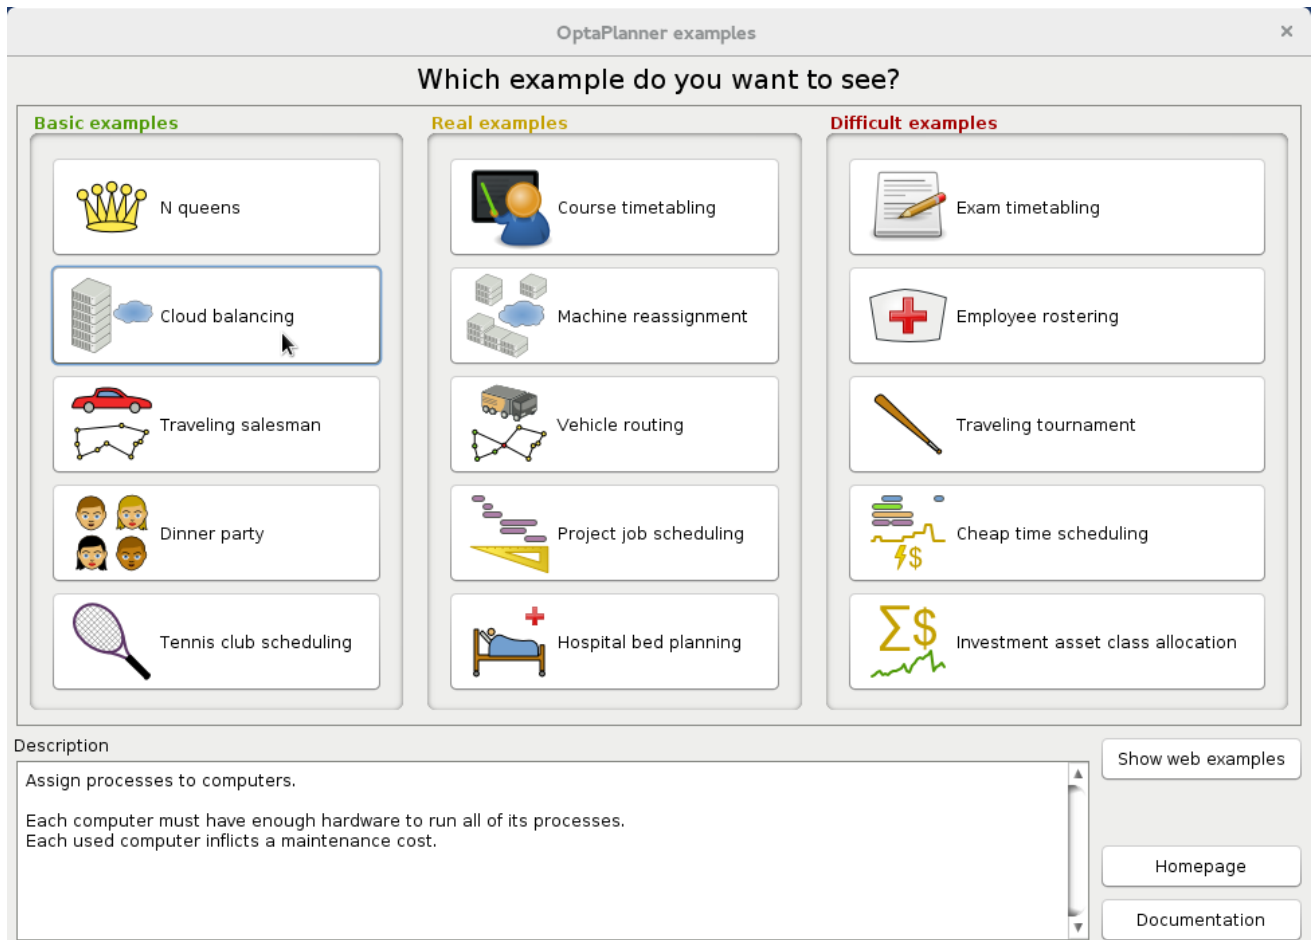 OptaPlanner examples
Which example do you want to see?
Basic examples
N queens
Cloud balancing
Traveling salesman
Dinner party
Tennis club scheduling
Real examples
Course timetabling
Machine reassignment
Vehicle routing
Project job scheduling
Hospital bed planning
Difficult examples
Exam timetabling
Employee rostering
Traveling tournament
Cheap time scheduling
Investment asset class allocation
Description
Assign processes to computers.
Each computer must have enough hardware to run all of its processes.
Each used computer inflicts a maintenance cost.
Show web examples
Homepage
Documentation